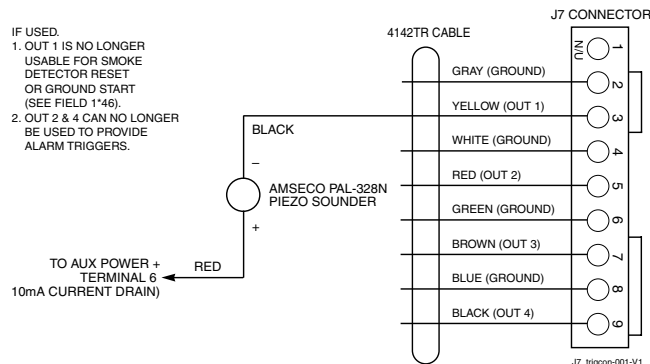 IF USED.
1. OUT 1 IS NO LONGER
USABLE FOR SMOKE
DETECTOR RESET
OR GROUND START
(SEE FIELD 1*46).
2. OUT 2 & 4 CAN NO LONGER
BE USED TO PROVIDE
ALARM TRIGGERS.
4142TR CABLE
J7 CONNECTOR
N/U
1
GRAY (GROUND)
2
YELLOW (OUT 1)
3
BLACK
WHITE (GROUND)
4
–
RED (OUT 2)
5
AMSECO PAL-328N
PIEZO SOUNDER
GREEN (GROUND)
6
+
BROWN (OUT 3)
7
TO AUX POWER +
TERMINAL 6
10mA CURRENT DRAIN)
RED
BLUE (GROUND)
8
BLACK (OUT 4)
9
J7_trigcon-001-V1